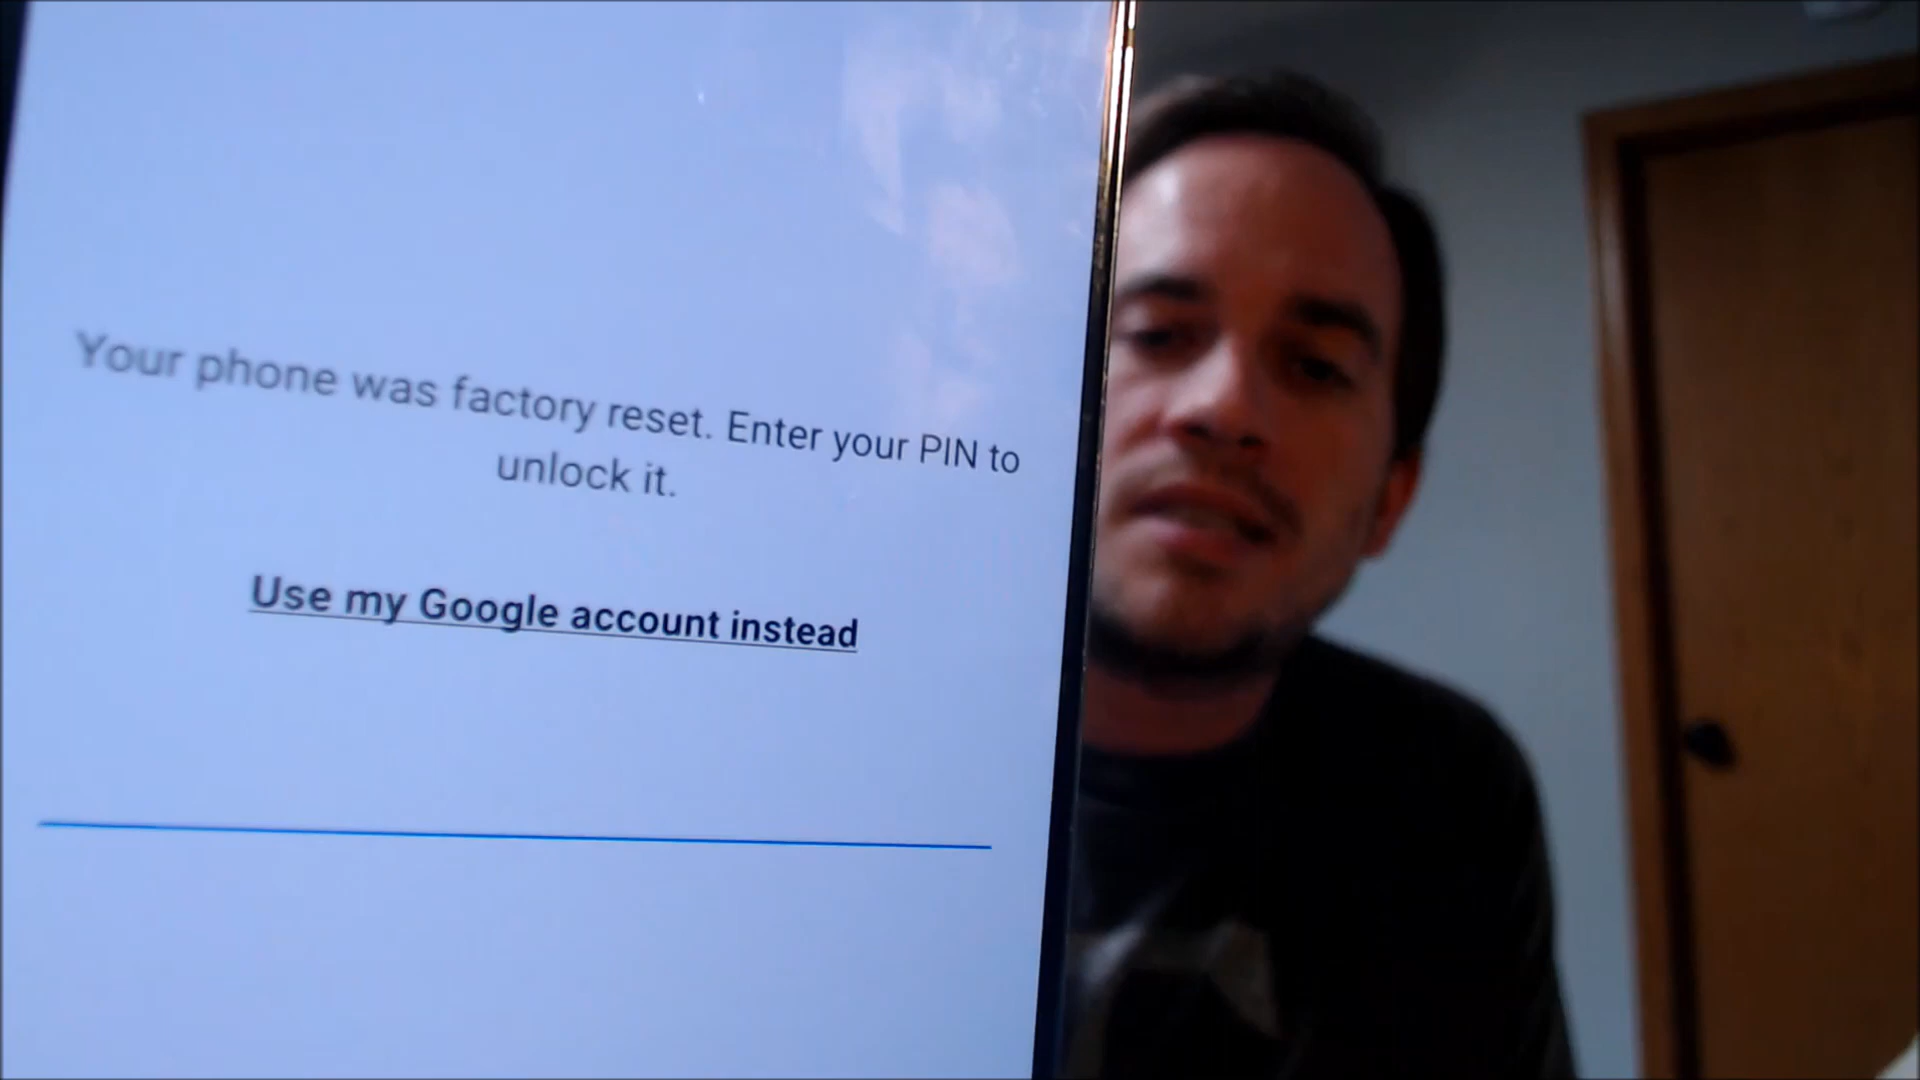 Your phone was factory reset. Enter your PIN to
unlock it.
Use my Google account instead